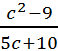 c² − 9
5c + 10